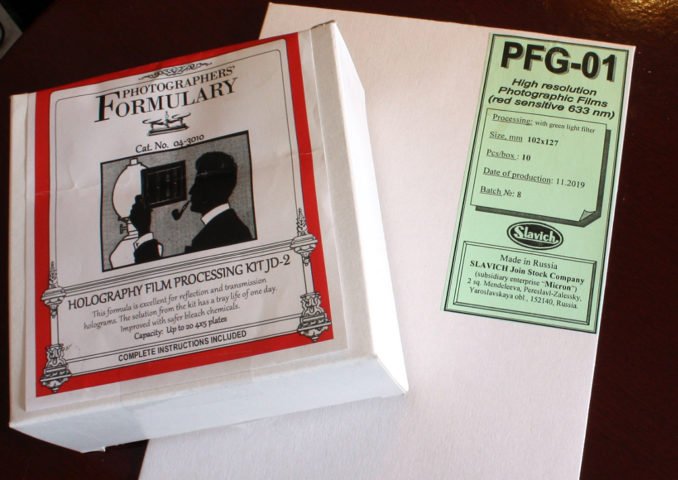 PHOTOGRAPHERS'
FORMULARY
Cat. No. 04-3010
HOLOGRAPHY FILM PROCESSING KIT JD-2
This formula is excellent for reflection and transmission
holograms. The solution from the kit has a tray life of one day.
Improved with safer bleach chemicals.
Capacity: Up to 20 4X5 plates
COMPLETE INSTRUCTIONS INCLUDED
PFG-01
High resolution
Photographic Films
(red sensitive 633 nm)
Processing: with green light filter
Size, mm 102x127
Pcs/box : 10
Date of production: 11.2019
Batch №: 8
Slavich
Made in Russia
SLAVICH Join Stock Company
(subsidiary enterprise "Micron")
2 sq. Mendeleeva, Pereslavl-Zalessky,
Yaroslavskaya obl., 152140, Russia.